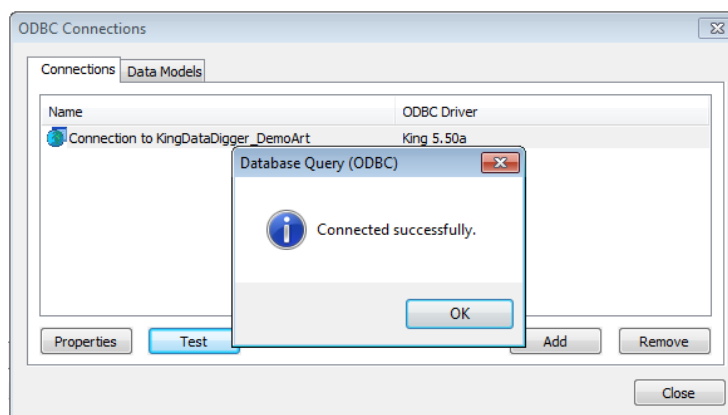 ODBC Connections
Connections Data Models
Name ODBC Driver
Connection to KingDataDigger_DemoArt King 5.50a
Database Query (ODBC)
Connected successfully.
OK
Properties Test Add Remove
Close